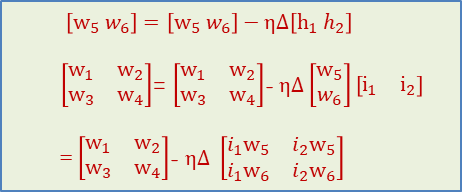 [w₅ w₆] = [w₅ w₆] − ηΔ[h₁ h₂]
[w₁ w₂; w₃ w₄] = [w₁ w₂; w₃ w₄] - ηΔ [w₅; w₆] [i₁ i₂]
= [w₁ w₂; w₃ w₄] - ηΔ [i₁w₅ i₂w₅; i₁w₆ i₂w₆]